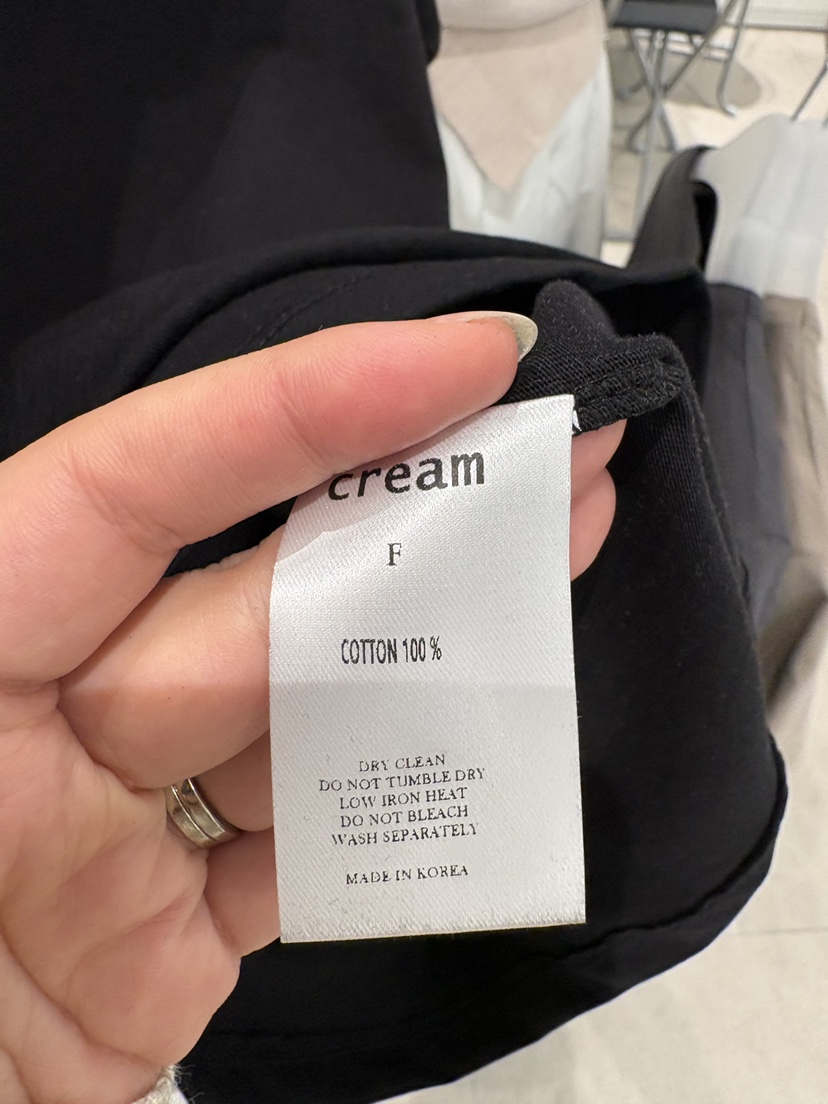 cream
F
COTTON 100 %
DRY CLEAN
DO NOT TUMBLE DRY
LOW IRON HEAT
DO NOT BLEACH
WASH SEPARATELY
MADE IN KOREA